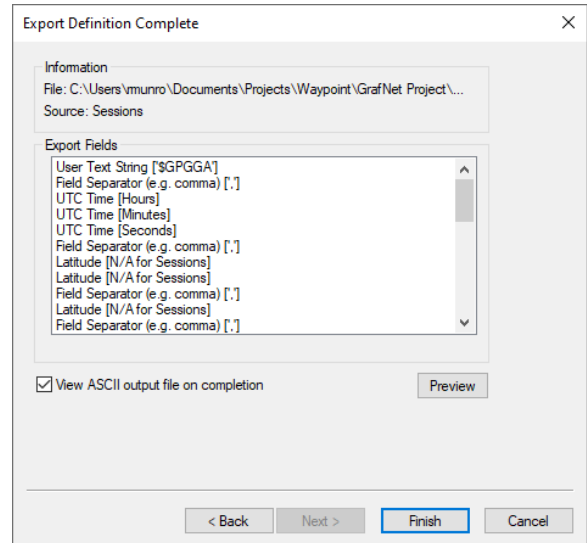 Export Definition Complete
Information
File: C:\Users\rmunro\Documents\Projects\Waypoint\GrafNet Project\...
Source: Sessions
Export Fields
User Text String ['$GPGGA']
Field Separator (e.g. comma) [',']
UTC Time [Hours]
UTC Time [Minutes]
UTC Time [Seconds]
Field Separator (e.g. comma) [',']
Latitude [N/A for Sessions]
Latitude [N/A for Sessions]
Field Separator (e.g. comma) [',']
Latitude [N/A for Sessions]
Field Separator (e.g. comma) [',']
View ASCII output file on completion
Preview
< Back
Next >
Finish
Cancel